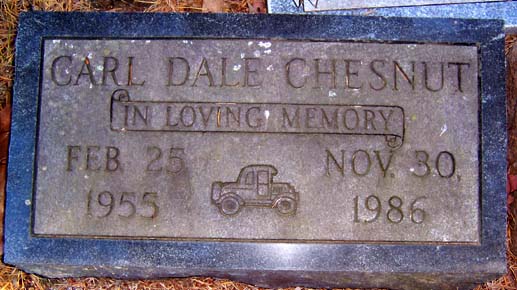 CARL DALE CHESNUT
IN LOVING MEMORY
FEB. 25 NOV. 30.
1955 1986